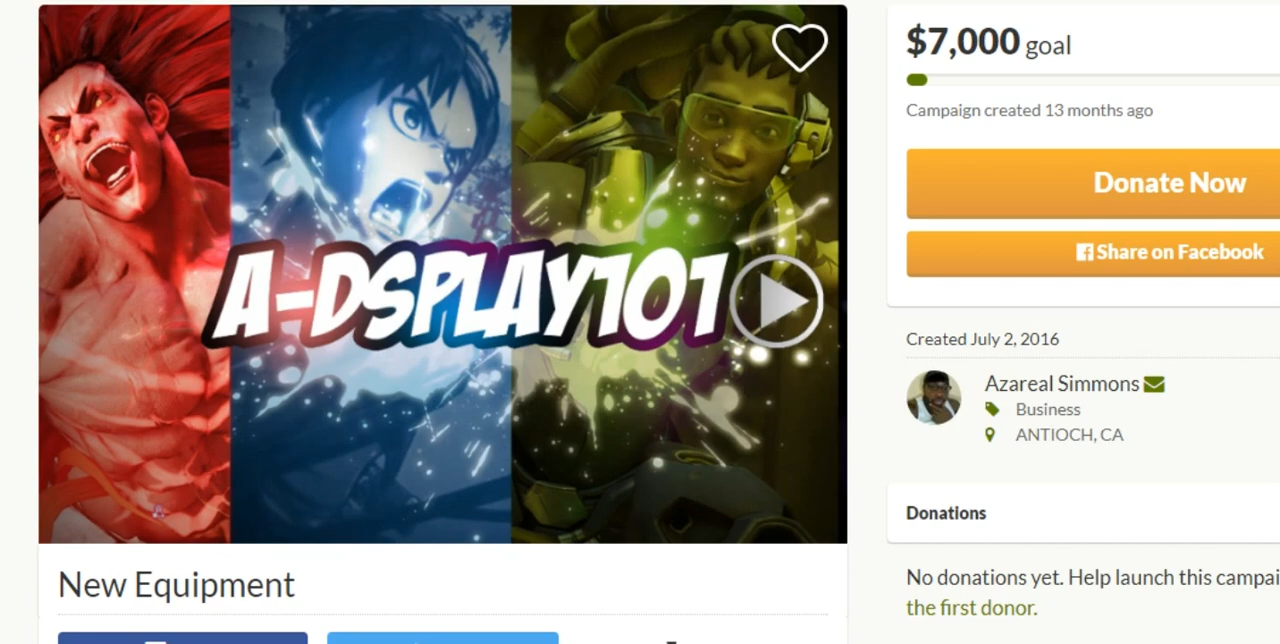 A-DSPLAY101
New Equipment
$7,000 goal
Campaign created 13 months ago
Donate Now
Share on Facebook
Created July 2, 2016
Azareal Simmons
Business
ANTIOCH, CA
Donations
No donations yet. Help launch this campai
the first donor.